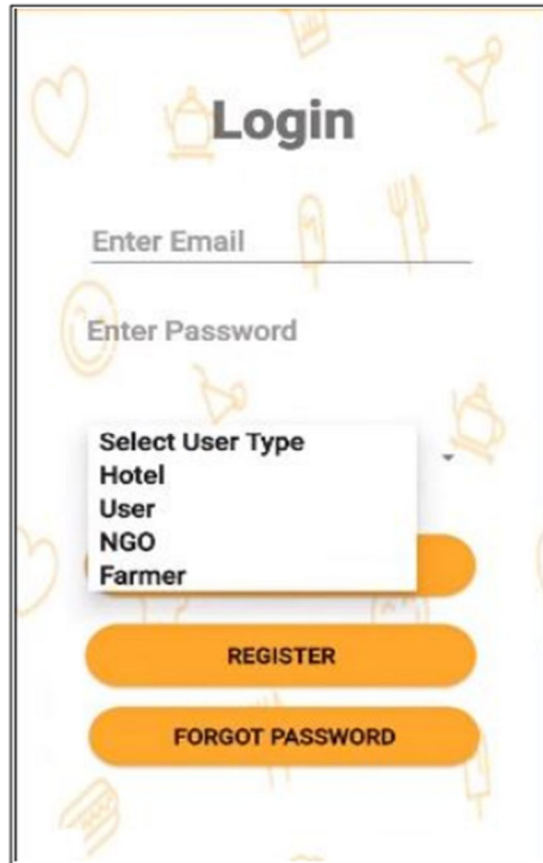 Login
Enter Email
Enter Password
Select User Type
Hotel
User
NGO
Farmer
REGISTER
FORGOT PASSWORD